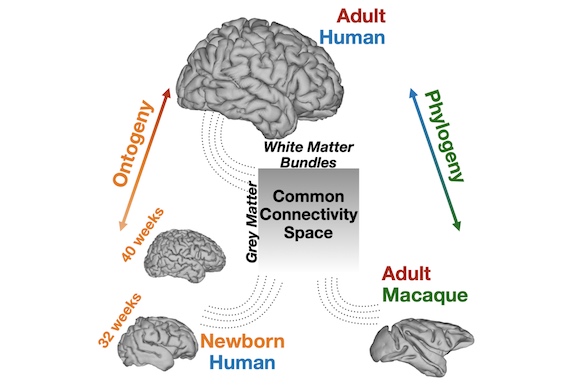 Adult
Human
Ontogeny
Phylogeny
White Matter
Bundles
Grey Matter
Common
Connectivity
Space
40 weeks
32 weeks
Newborn
Human
Adult
Macaque